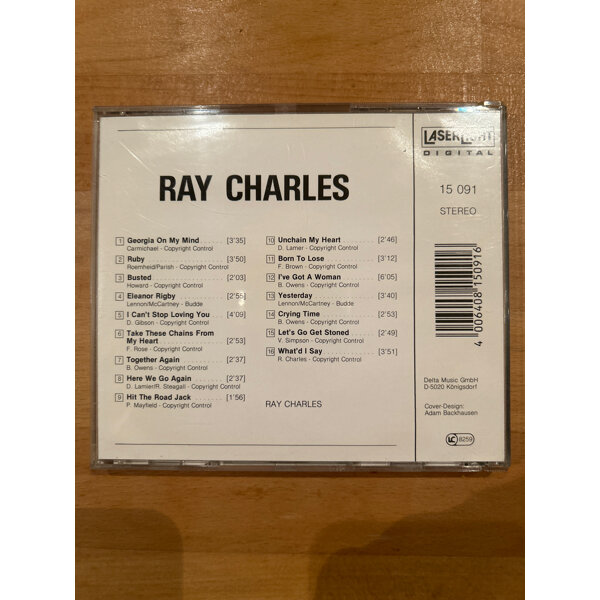 LASERLIGHT
DIGITAL
15 091
STEREO
RAY CHARLES
1 Georgia On My Mind ...... [3'35]
Carmichael - Copyright Control
2 Ruby ...... [3'50]
Roemheld/Parish - Copyright Control
3 Busted ...... [2'03]
Howard - Copyright Control
4 Eleanor Rigby ...... [2'55]
Lennon/McCartney - Budde
5 I Can't Stop Loving You ...... [4'09]
D. Gibson - Copyright Control
6 Take These Chains From
My Heart ...... [2'53]
F. Rose - Copyright Control
7 Together Again ...... [2'37]
B. Owens - Copyright Control
8 Here We Go Again ...... [2'37]
D. Lamier/R. Steagall - Copyright Control
9 Hit The Road Jack ...... [1'56]
P. Mayfield - Copyright Control
10 Unchain My Heart ...... [2'46]
D. Lamer - Copyright Control
11 Born To Lose ...... [3'12]
F. Brown - Copyright Control
12 I've Got A Woman ...... [6'05]
B. Owens - Copyright Control
13 Yesterday ...... [3'40]
Lennon/McCartney - Budde
14 Crying Time ...... [2'53]
B. Owens - Copyright Control
15 Let's Go Get Stoned ...... [2'49]
V. Simpson - Copyright Control
16 What'd I Say ...... [3'51]
R. Charles - Copyright Control
RAY CHARLES
4 006408 150916
Delta Music GmbH
D-5020 Königsdorf
Cover-Design:
Adam Backhausen
LC 8259